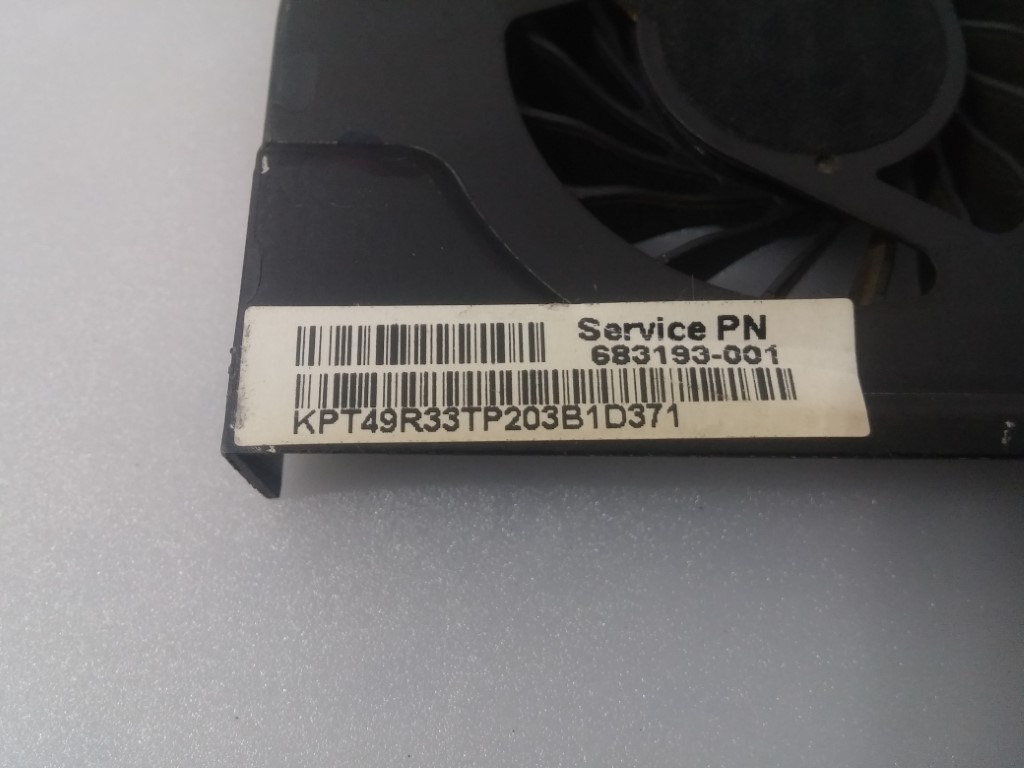 Service PN
683193-001
KPT49R33TP203B1D371